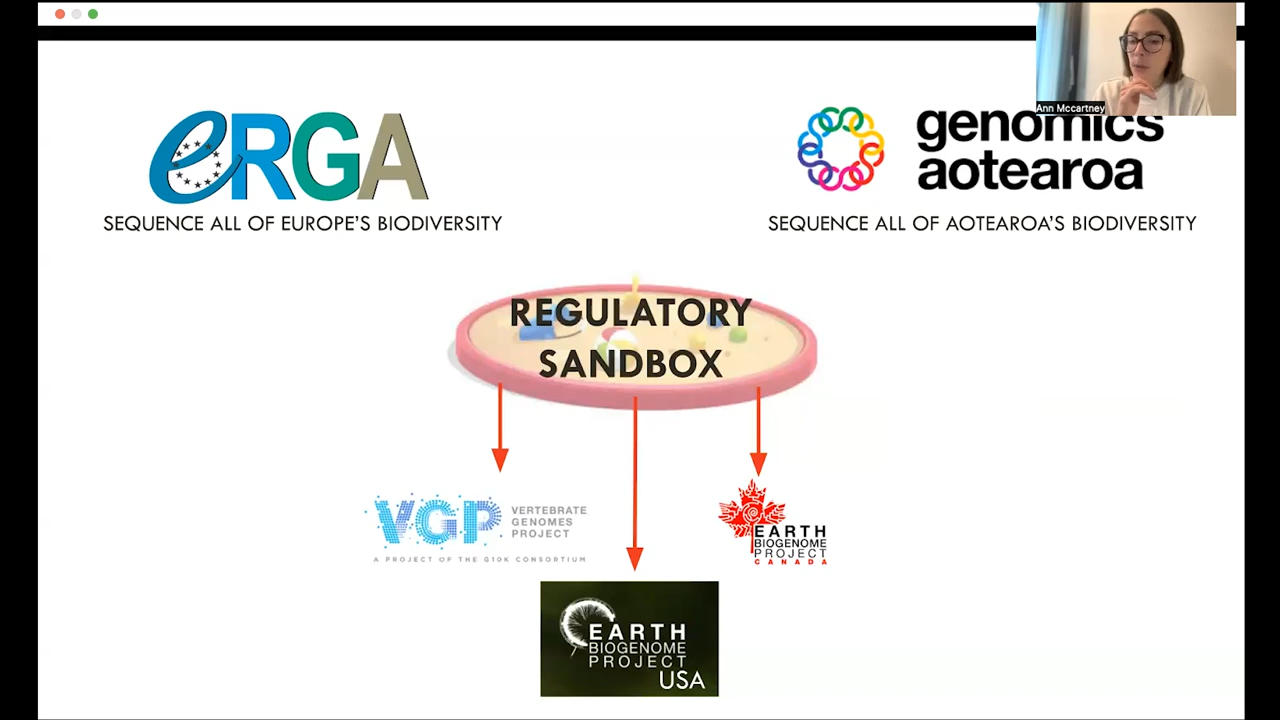 Ann Mccartney
eRGA
SEQUENCE ALL OF EUROPE'S BIODIVERSITY
genomics
aotearoa
SEQUENCE ALL OF AOTEAROA'S BIODIVERSITY
REGULATORY
SANDBOX
VGP
VERTEBRATE
GENOMES
PROJECT
A PROJECT OF THE G10K CONSORTIUM
EARTH
BIOGENOME
PROJECT
CANADA
EARTH
BIOGENOME
PROJECT
USA